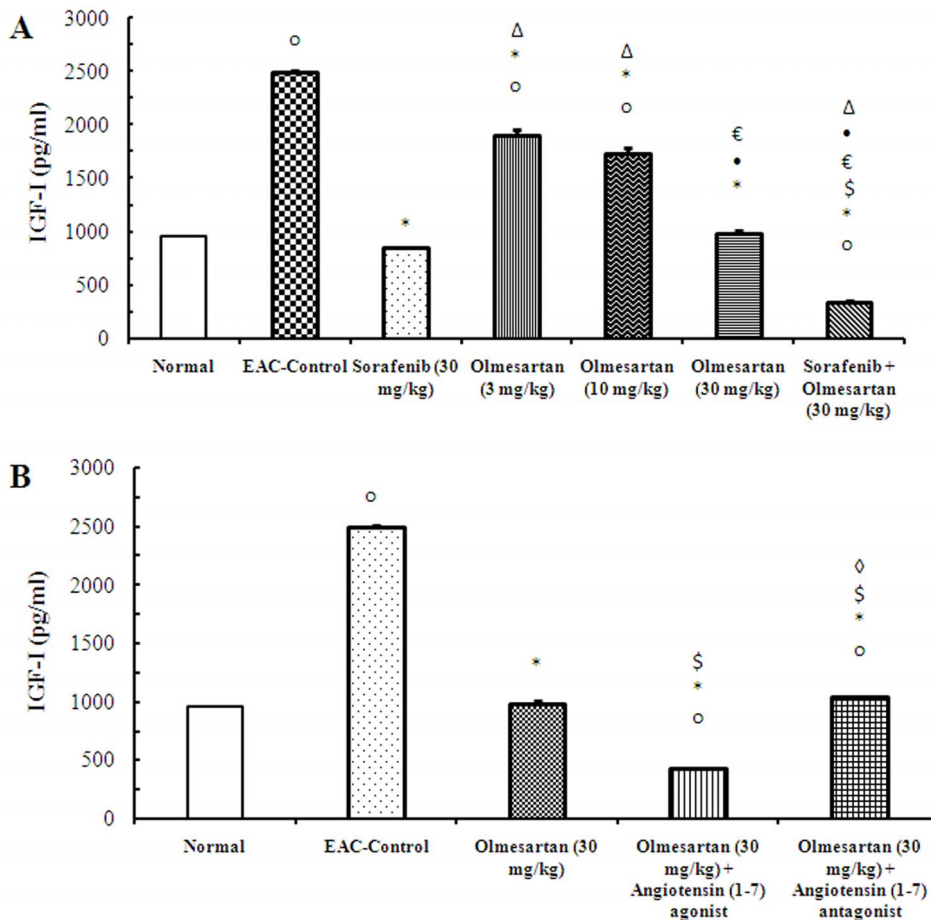 A
IGF-I (pg/ml)
3000
2500
2000
1500
1000
500
0
○
*
Δ
*
○
Δ
*
○
€
•
*
Δ
•
€
$
*
○
Normal
EAC-Control
Sorafenib (30
mg/kg)
Olmesartan
(3 mg/kg)
Olmesartan
(10 mg/kg)
Olmesartan
(30 mg/kg)
Sorafenib +
Olmesartan
(30 mg/kg)
B
IGF-I (pg/ml)
3000
2500
2000
1500
1000
500
0
○
*
$
*
○
◊
$
*
○
Normal
EAC-Control
Olmesartan (30
mg/kg)
Olmesartan (30
mg/kg) +
Angiotensin (1-7)
agonist
Olmesartan (30
mg/kg) +
Angiotensin (1-7)
antagonist